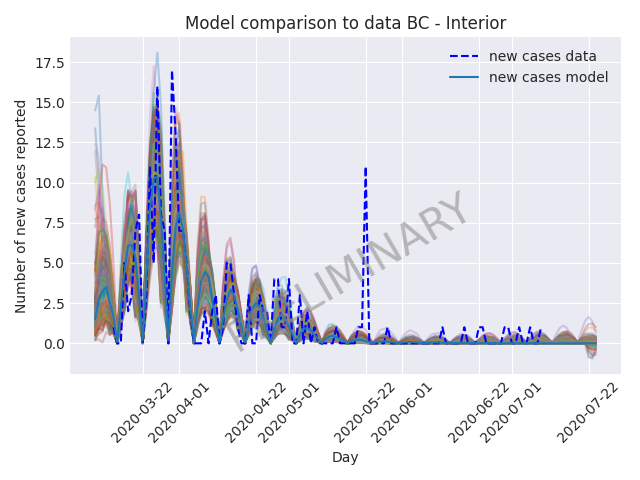 Model comparison to data BC - Interior
new cases data
new cases model
17.5
15.0
12.5
10.0
7.5
5.0
2.5
0.0
Number of new cases reported
PRELIMINARY
2020-03-22
2020-04-01
2020-04-22
2020-05-01
2020-05-22
2020-06-01
2020-06-22
2020-07-01
2020-07-22
Day